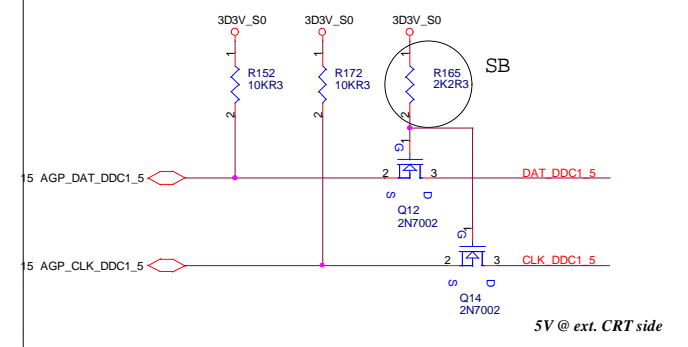 3D3V_S0 3D3V_S0 3D3V_S0
SB
1 1 1
R152 R172 R165
10KR3 10KR3 2K2R3
2 2 2
1
G
15 AGP_DAT_DDC1_5 2 3 DAT_DDC1_5
S D
Q12
2N7002
1
G
15 AGP_CLK_DDC1_5 2 3 CLK_DDC1_5
S D
Q14
2N7002
5V @ ext. CRT side